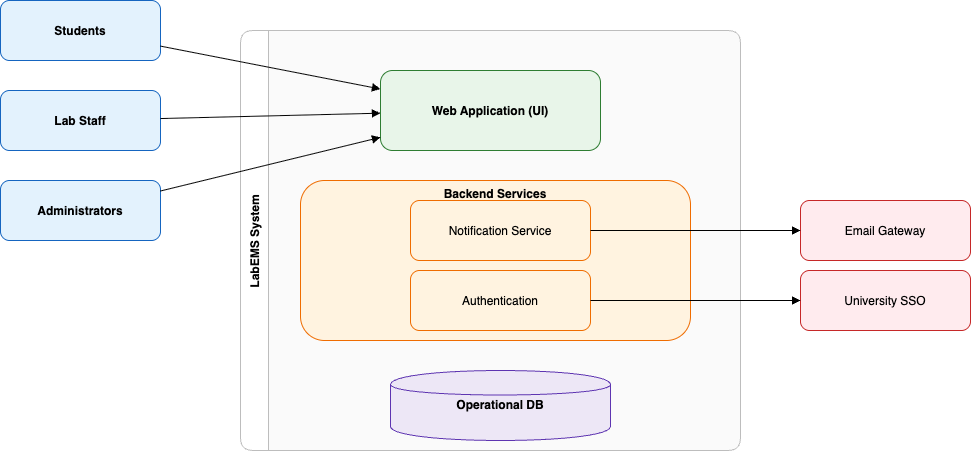 Students
Lab Staff
Administrators
LabEMS System
Web Application (UI)
Backend Services
Notification Service
Authentication
Email Gateway
University SSO
Operational DB